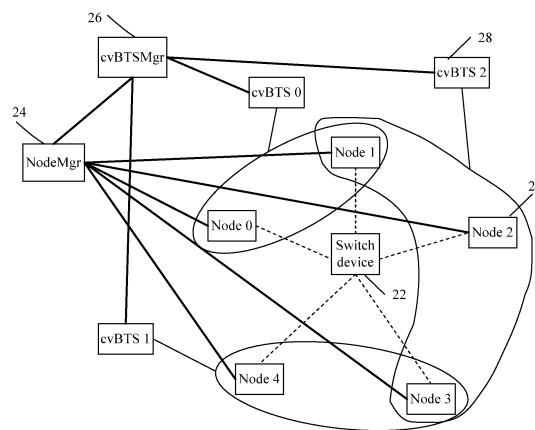 26
28
cvBTSMgr
cvBTS 2
cvBTS 0
24
NodeMgr
Node 1
2
Node 0
Node 2
Switch
device
22
cvBTS 1
Node 4
Node 3